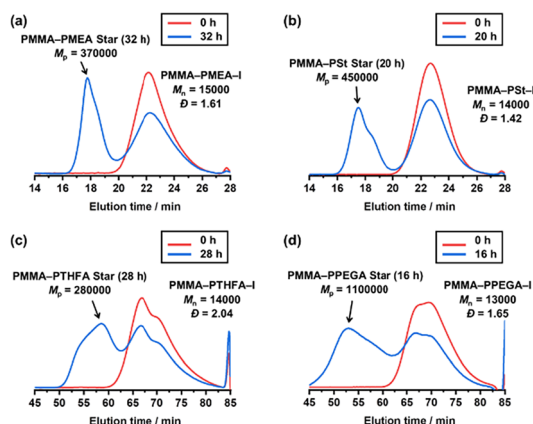 (a)
0 h
32 h
PMMA–PMEA Star (32 h)
Mp = 370000
PMMA–PMEA–I
Mn = 15000
Đ = 1.61
14 16 18 20 22 24 26 28
Elution time / min
(b)
0 h
20 h
PMMA–PSt Star (20 h)
Mp = 450000
PMMA–PSt–I
Mn = 14000
Đ = 1.42
14 16 18 20 22 24 26 28
Elution time / min
(c)
0 h
28 h
PMMA–PTHFA Star (28 h)
Mp = 280000
PMMA–PTHFA–I
Mn = 14000
Đ = 2.04
45 50 55 60 65 70 75 80 85
Elution time / min
(d)
0 h
16 h
PMMA–PPEGA Star (16 h)
Mp = 1100000
PMMA–PPEGA–I
Mn = 13000
Đ = 1.65
45 50 55 60 65 70 75 80 85
Elution time / min